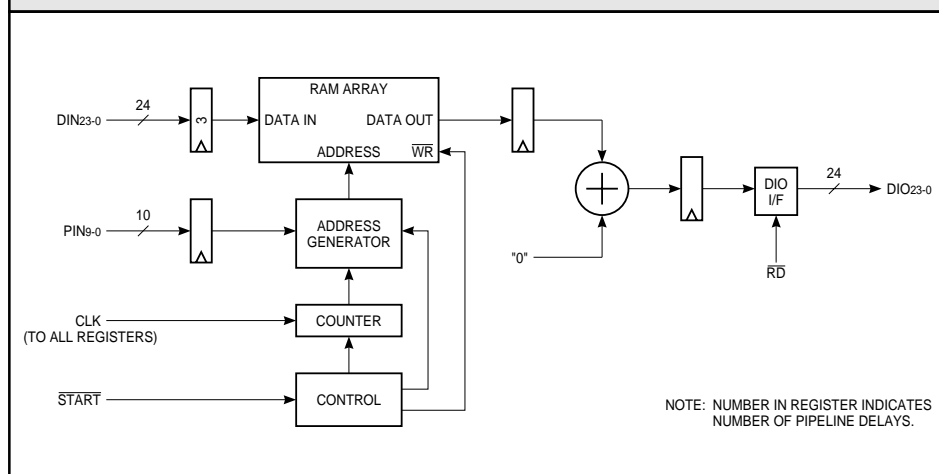 RAM ARRAY
24
DIN23-0
3
DATA IN
DATA OUT
ADDRESS
WR
24
DIO
I/F
DIO23-0
10
PIN9-0
ADDRESS
GENERATOR
"0"
RD
CLK
(TO ALL REGISTERS)
COUNTER
START
CONTROL
NOTE: NUMBER IN REGISTER INDICATES
NUMBER OF PIPELINE DELAYS.